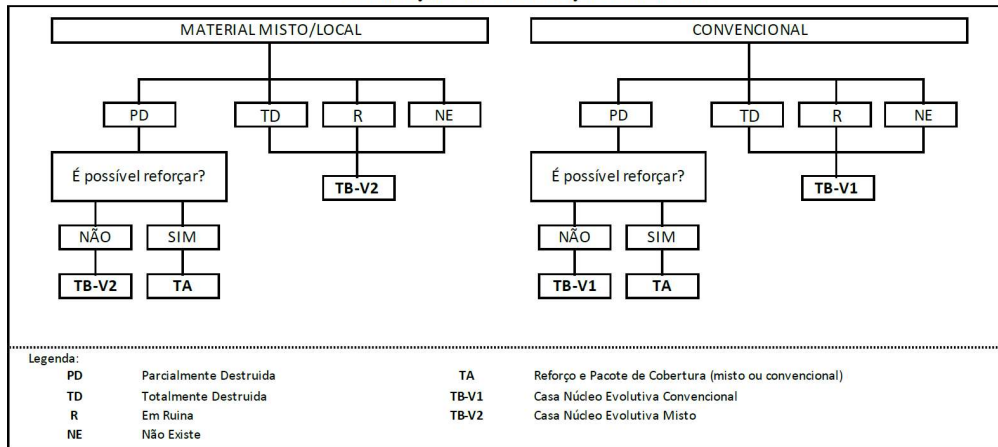 MATERIAL MISTO/LOCAL
PD TD R NE
É possível reforçar?
TB-V2
NÃO SIM
TB-V2 TA
CONVENCIONAL
PD TD R NE
É possível reforçar?
TB-V1
NÃO SIM
TB-V1 TA
Legenda:
PD Parcialmente Destruida
TD Totalmente Destruida
R Em Ruina
NE Não Existe
TA Reforço e Pacote de Cobertura (misto ou convencional)
TB-V1 Casa Núcleo Evolutiva Convencional
TB-V2 Casa Núcleo Evolutiva Misto